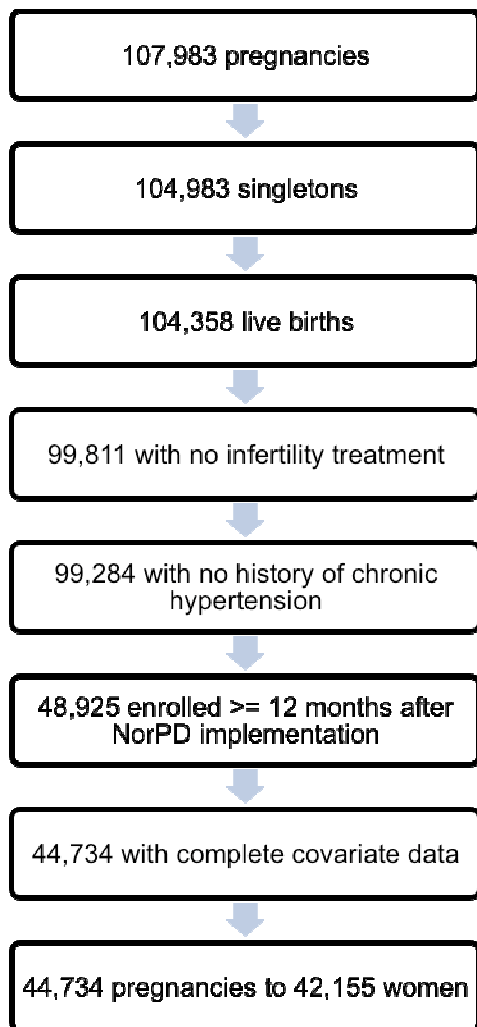 107,983 pregnancies
104,983 singletons
104,358 live births
99,811 with no infertility treatment
99,284 with no history of chronic
hypertension
48,925 enrolled >= 12 months after
NorPD implementation
44,734 with complete covariate data
44,734 pregnancies to 42,155 women